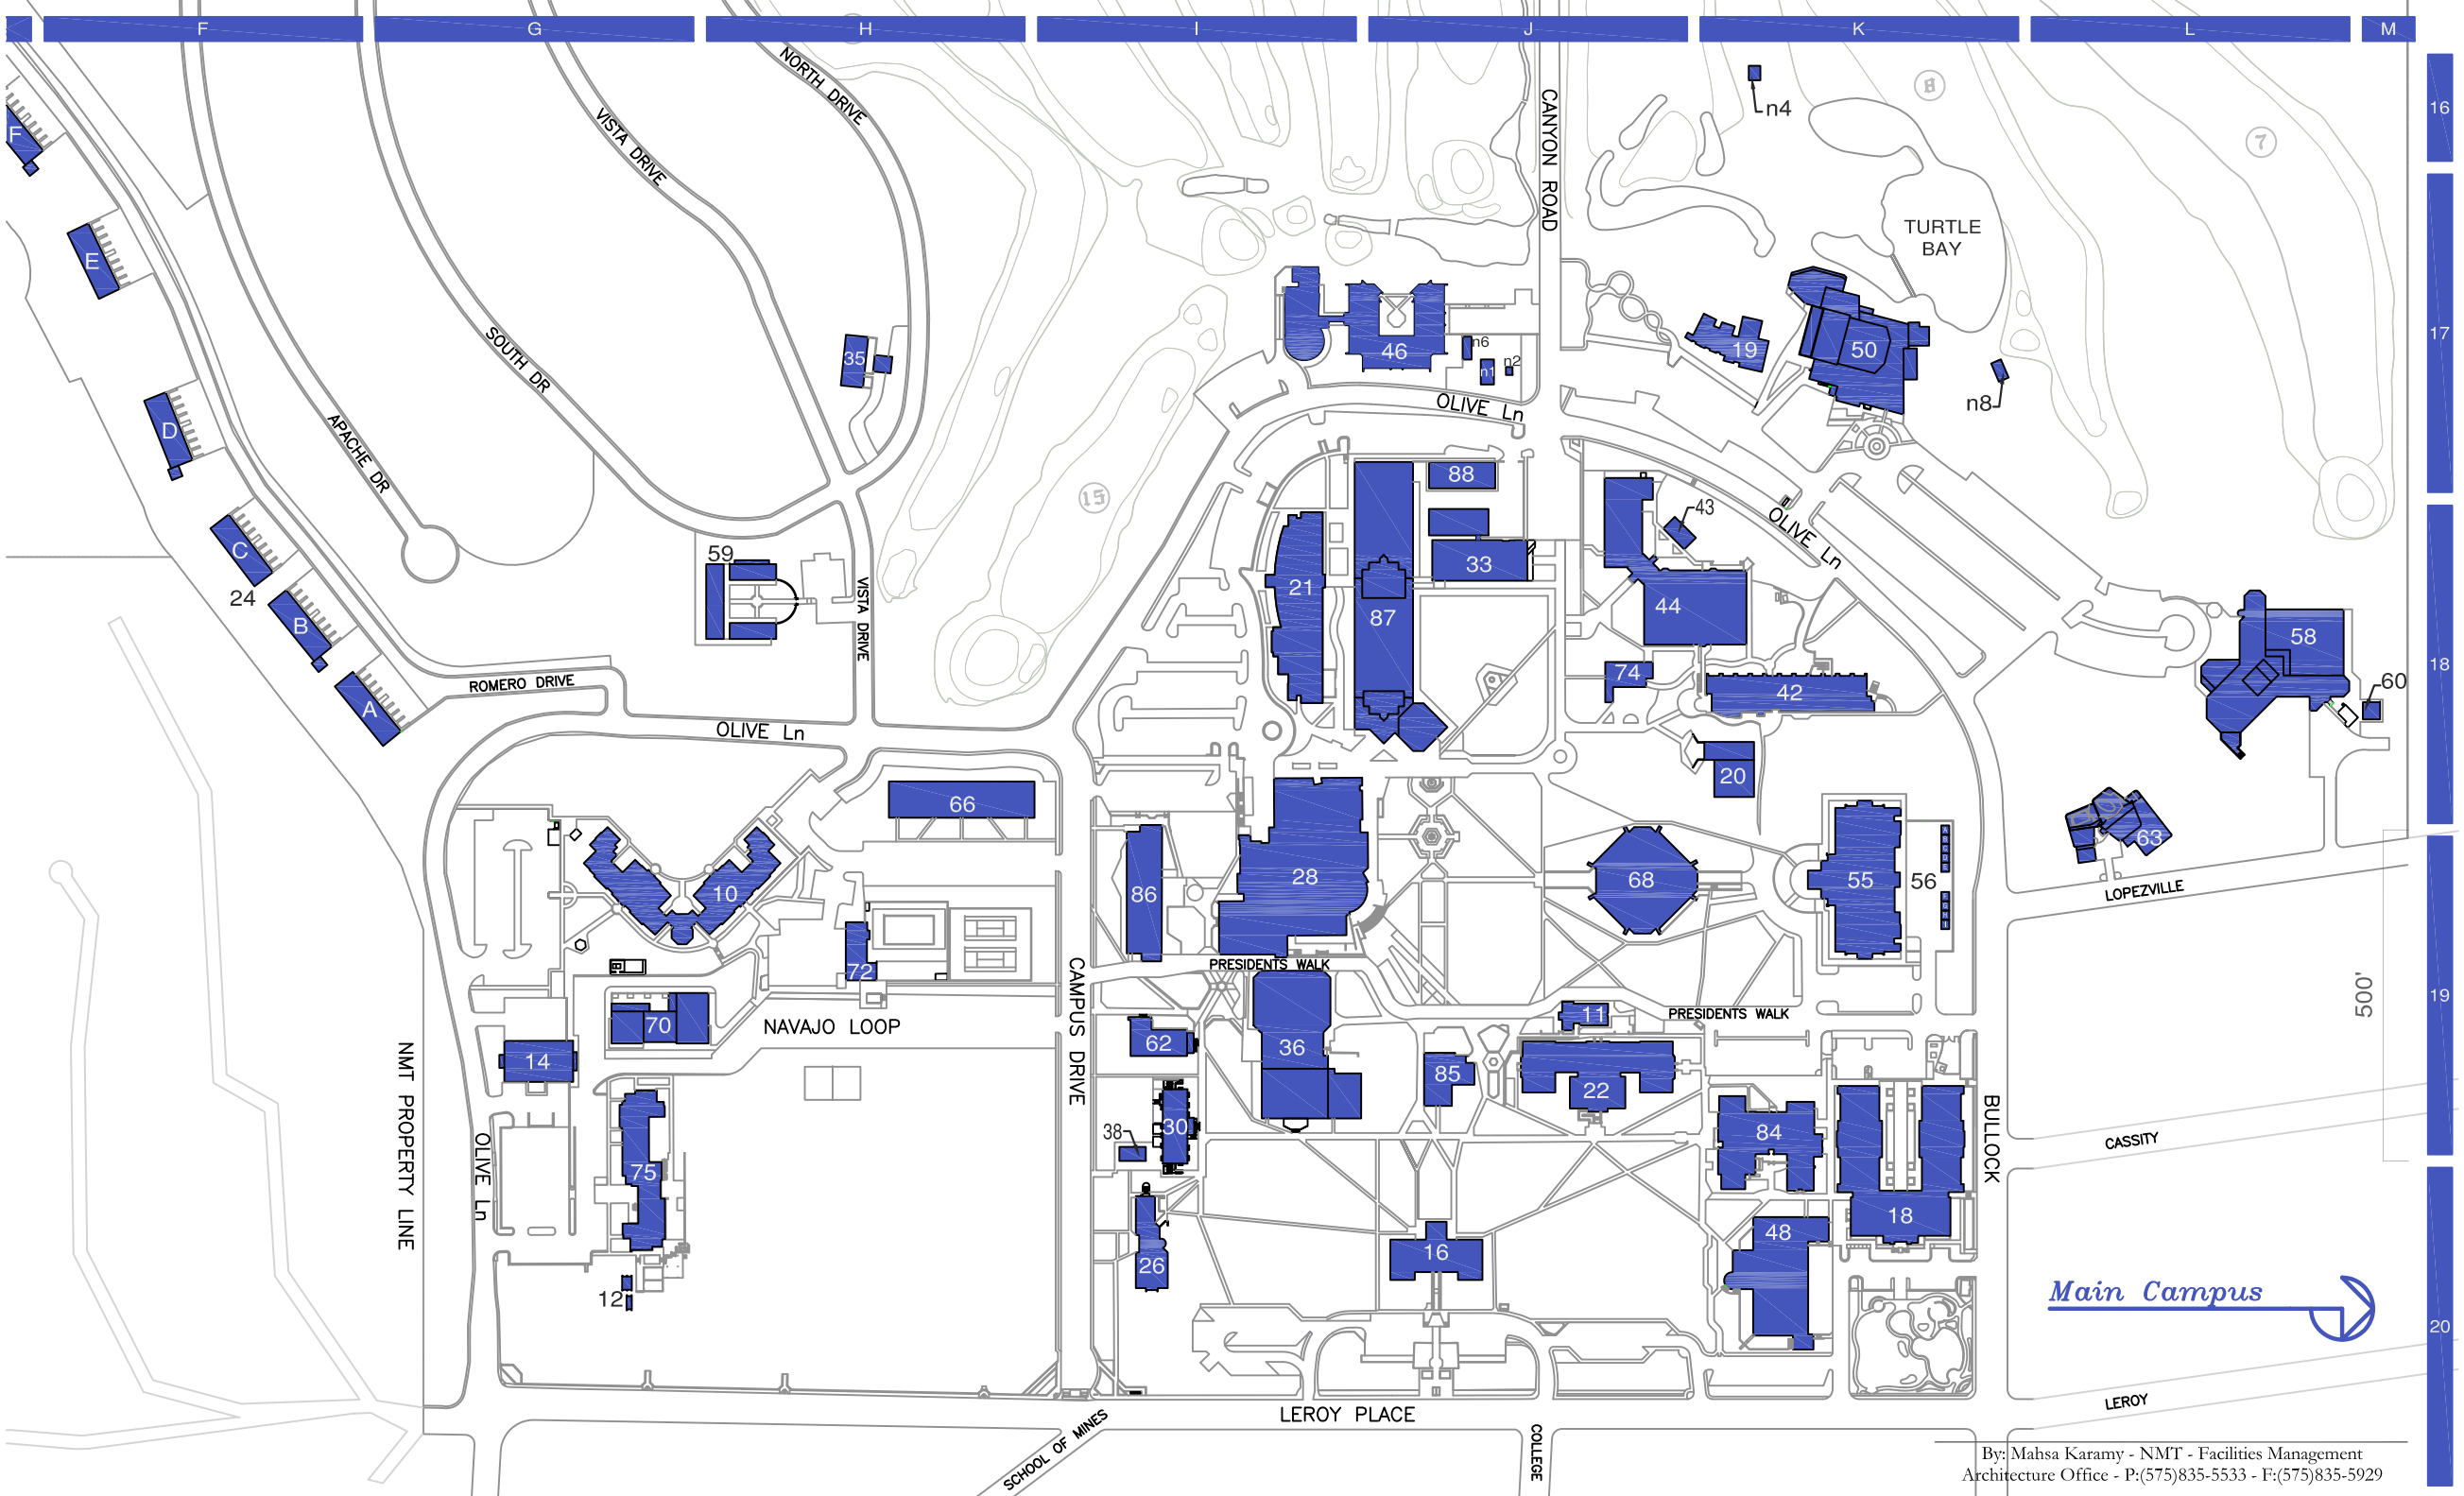 F
G
H
I
J
K
L
M
16
17
18
19
20
NORTH DRIVE
VISTA DRIVE
CANYON ROAD
n4
8
7
F
E
TURTLE
BAY
SOUTH DR
APACHE DR
35
46
n6
n1
n2
19
50
n8
OLIVE Ln
D
15
88
43
OLIVE Ln
C
24
B
A
59
VISTA DRIVE
21
87
33
44
74
42
58
60
ROMERO DRIVE
OLIVE Ln
20
66
10
86
28
68
55
56
A
B
C
D
E
F
G
H
I
63
LOPEZVILLE
72
PRESIDENTS WALK
CAMPUS DRIVE
500'
70
NAVAJO LOOP
62
36
11
PRESIDENTS WALK
14
85
22
NMT PROPERTY LINE
OLIVE Ln
75
38
30
84
BULLOCK
CASSITY
18
48
16
26
12
Main Campus
LEROY PLACE
LEROY
SCHOOL OF MINES
COLLEGE
By: Mahsa Karamy - NMT - Facilities Management
Architecture Office - P:(575)835-5533 - F:(575)835-5929